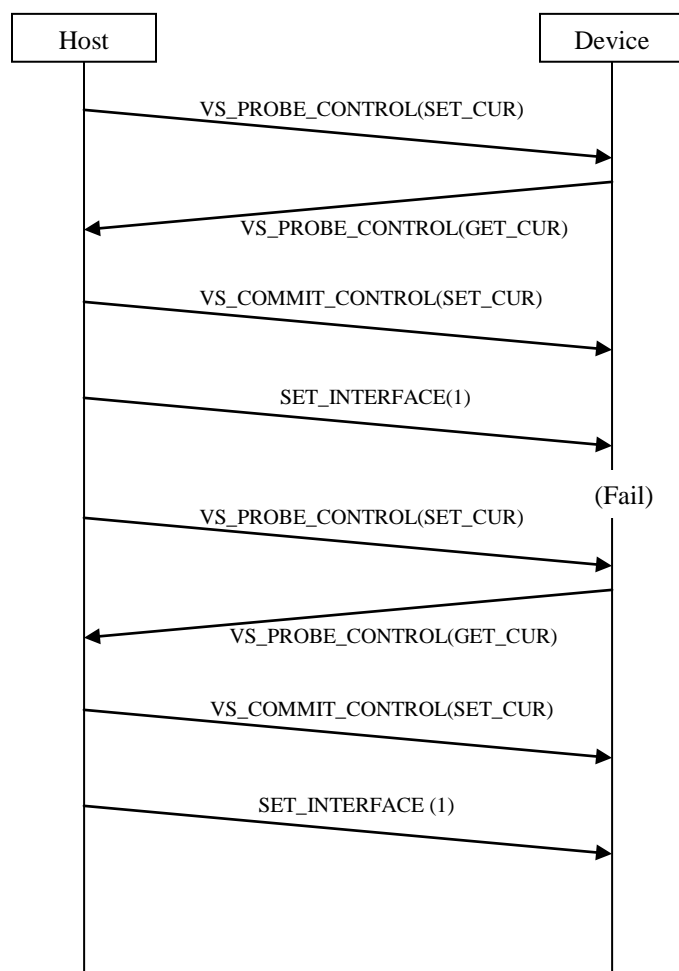 Host
Device
VS_PROBE_CONTROL(SET_CUR)
VS_PROBE_CONTROL(GET_CUR)
VS_COMMIT_CONTROL(SET_CUR)
SET_INTERFACE(1)
(Fail)
VS_PROBE_CONTROL(SET_CUR)
VS_PROBE_CONTROL(GET_CUR)
VS_COMMIT_CONTROL(SET_CUR)
SET_INTERFACE (1)